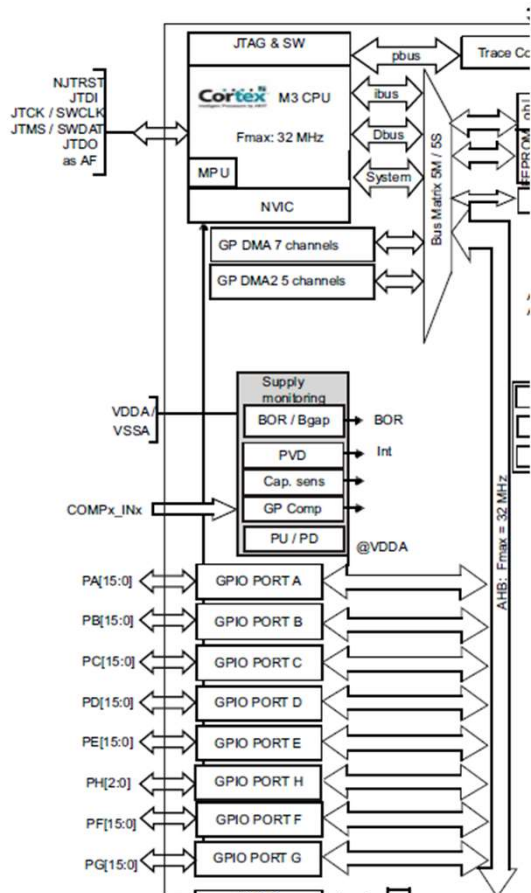 JTAG & SW
pbus
Trace Co
NJTRST
JTDI
JTCK / SWCLK
JTMS / SWDAT
JTDO
as AF
Cortex M3 CPU
Fmax: 32 MHz
MPU
NVIC
ibus
Dbus
System
Bus Matrix 5M / 5S
EEPROM obl
GP DMA 7 channels
GP DMA2 5 channels
Supply
monitoring
VDDA/
VSSA
BOR / Bgap
BOR
PVD
Int
Cap. sens
COMPx_INx
GP Comp
PU / PD
@VDDA
AHB: Fmax = 32 MHz
PA[15:0]
GPIO PORT A
PB[15:0]
GPIO PORT B
PC[15:0]
GPIO PORT C
PD[15:0]
GPIO PORT D
PE[15:0]
GPIO PORT E
PH[2:0]
GPIO PORT H
PF[15:0]
GPIO PORT F
PG[15:0]
GPIO PORT G